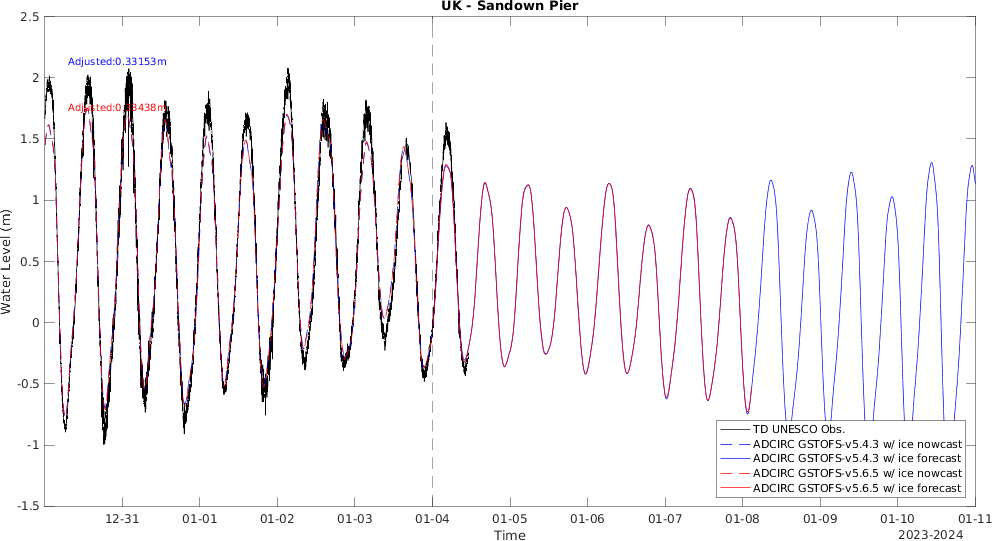 UK - Sandown Pier
2.5
2
1.5
1
0.5
0
-0.5
-1
-1.5
Water Level (m)
Adjusted:0.33153m
12-31
01-01
01-02
01-03
01-04
01-05
01-06
01-07
01-08
01-09
01-10
01-11
Time
2023-2024
TD UNESCO Obs.
ADCIRC GSTOFS-v5.4.3 w/ ice nowcast
ADCIRC GSTOFS-v5.4.3 w/ ice forecast
ADCIRC GSTOFS-v5.6.5 w/ ice nowcast
ADCIRC GSTOFS-v5.6.5 w/ ice forecast